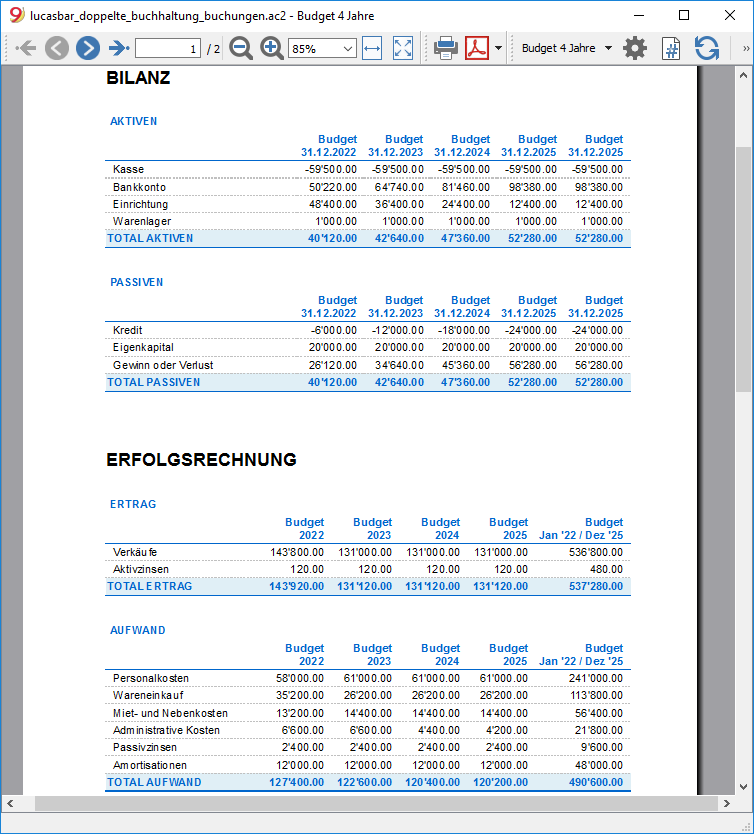 lucasbar_doppelte_buchhaltung_buchungen.ac2 - Budget 4 Jahre
1 / 2 85% Budget 4 Jahre »
BILANZ
AKTIVEN
Budget Budget Budget Budget Budget
31.12.2022 31.12.2023 31.12.2024 31.12.2025 31.12.2025
Kasse -59'500.00 -59'500.00 -59'500.00 -59'500.00 -59'500.00
Bankkonto 50'220.00 64'740.00 81'460.00 98'380.00 98'380.00
Einrichtung 48'400.00 36'400.00 24'400.00 12'400.00 12'400.00
Warenlager 1'000.00 1'000.00 1'000.00 1'000.00 1'000.00
TOTAL AKTIVEN 40'120.00 42'640.00 47'360.00 52'280.00 52'280.00
PASSIVEN
Budget Budget Budget Budget Budget
31.12.2022 31.12.2023 31.12.2024 31.12.2025 31.12.2025
Kredit -6'000.00 -12'000.00 -18'000.00 -24'000.00 -24'000.00
Eigenkapital 20'000.00 20'000.00 20'000.00 20'000.00 20'000.00
Gewinn oder Verlust 26'120.00 34'640.00 45'360.00 56'280.00 56'280.00
TOTAL PASSIVEN 40'120.00 42'640.00 47'360.00 52'280.00 52'280.00
ERFOLGSRECHNUNG
ERTRAG
Budget Budget Budget Budget Budget
2022 2023 2024 2025 Jan '22 / Dez '25
Verkäufe 143'800.00 131'000.00 131'000.00 131'000.00 536'800.00
Aktivzinsen 120.00 120.00 120.00 120.00 480.00
TOTAL ERTRAG 143'920.00 131'120.00 131'120.00 131'120.00 537'280.00
AUFWAND
Budget Budget Budget Budget Budget
2022 2023 2024 2025 Jan '22 / Dez '25
Personalkosten 58'000.00 61'000.00 61'000.00 61'000.00 241'000.00
Wareneinkauf 35'200.00 26'200.00 26'200.00 26'200.00 113'800.00
Miet- und Nebenkosten 13'200.00 14'400.00 14'400.00 14'400.00 56'400.00
Administrative Kosten 6'600.00 6'600.00 4'400.00 4'200.00 21'800.00
Passivzinsen 2'400.00 2'400.00 2'400.00 2'400.00 9'600.00
Amortisationen 12'000.00 12'000.00 12'000.00 12'000.00 48'000.00
TOTAL AUFWAND 127'400.00 122'600.00 120'400.00 120'200.00 490'600.00